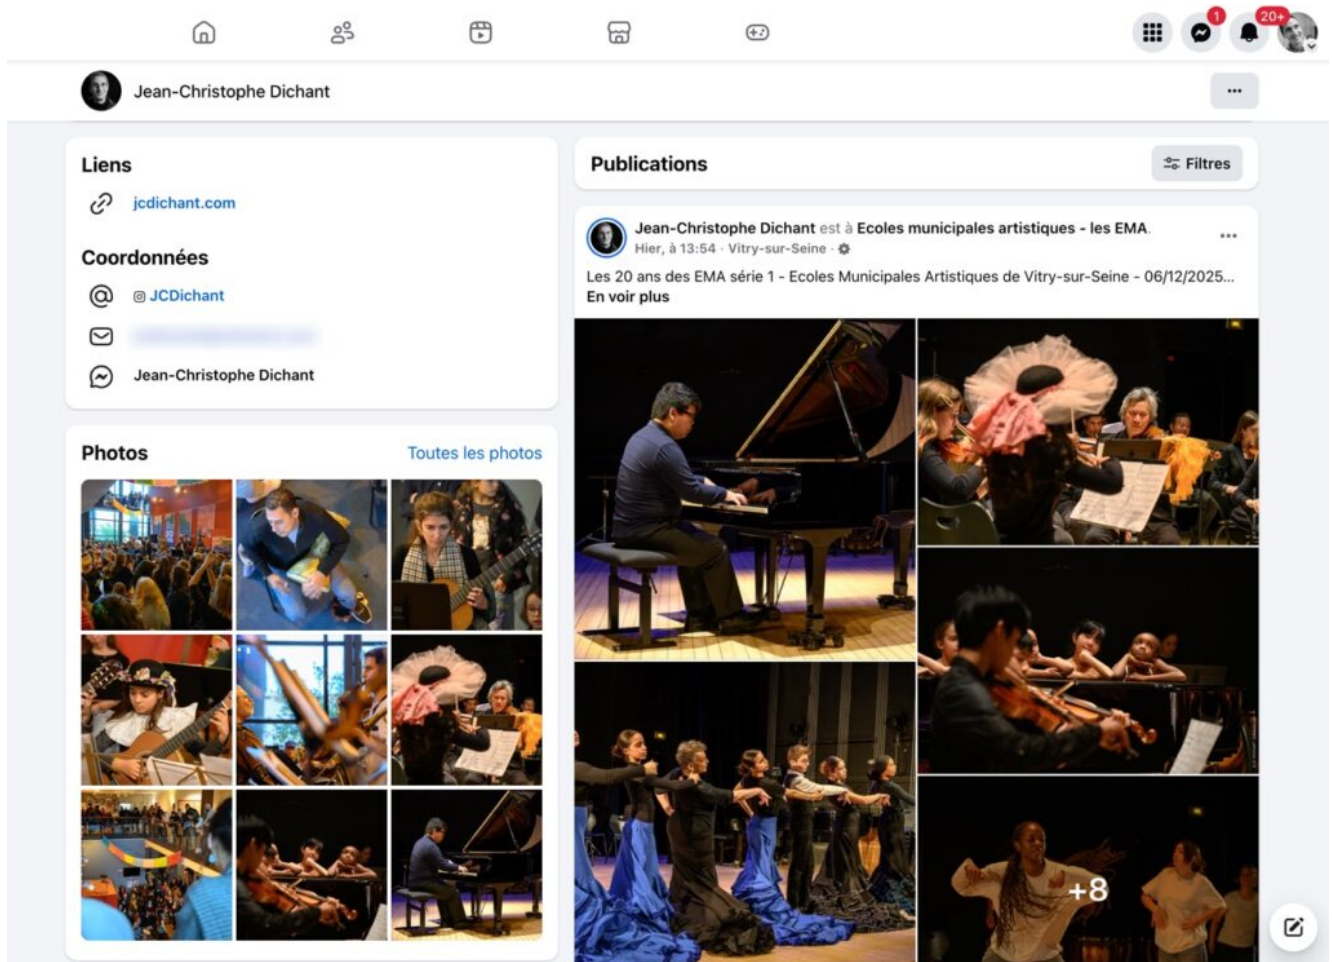 1
20+
Jean-Christophe Dichant
Liens
jcdichant.com
Coordonnées
JCDichant
Jean-Christophe Dichant
Photos
Toutes les photos
Publications
Filtres
Jean-Christophe Dichant est à Ecoles municipales artistiques - les EMA.
Hier, à 13:54 · Vitry-sur-Seine ·
Les 20 ans des EMA série 1 - Ecoles Municipales Artistiques de Vitry-sur-Seine - 06/12/2025...
En voir plus
+8